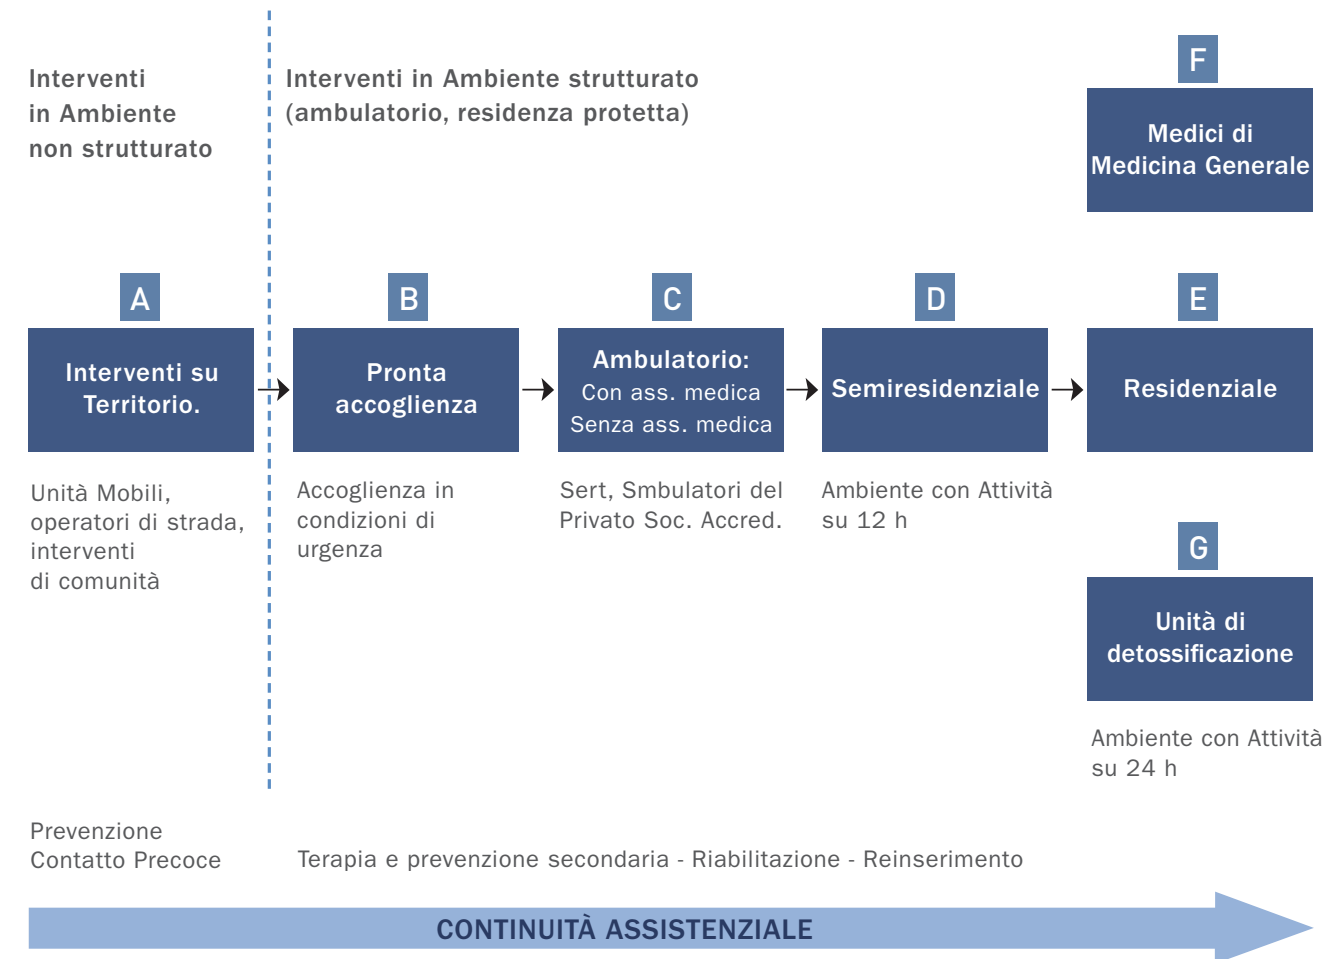 Interventi
in Ambiente
non strutturato
Interventi in Ambiente strutturato
(ambulatorio, residenza protetta)
F
Medici di
Medicina Generale
A
Interventi su
Territorio.
Unità Mobili,
operatori di strada,
interventi
di comunità
B
Pronta
accoglienza
Accoglienza in
condizioni di
urgenza
C
Ambulatorio:
Con ass. medica
Senza ass. medica
Sert, Smbulatori del
Privato Soc. Accred.
D
Semiresidenziale
Ambiente con Attività
su 12 h
E
Residenziale
G
Unità di
detossificazione
Ambiente con Attività
su 24 h
Prevenzione
Contatto Precoce
Terapia e prevenzione secondaria - Riabilitazione - Reinserimento
CONTINUITÀ ASSISTENZIALE